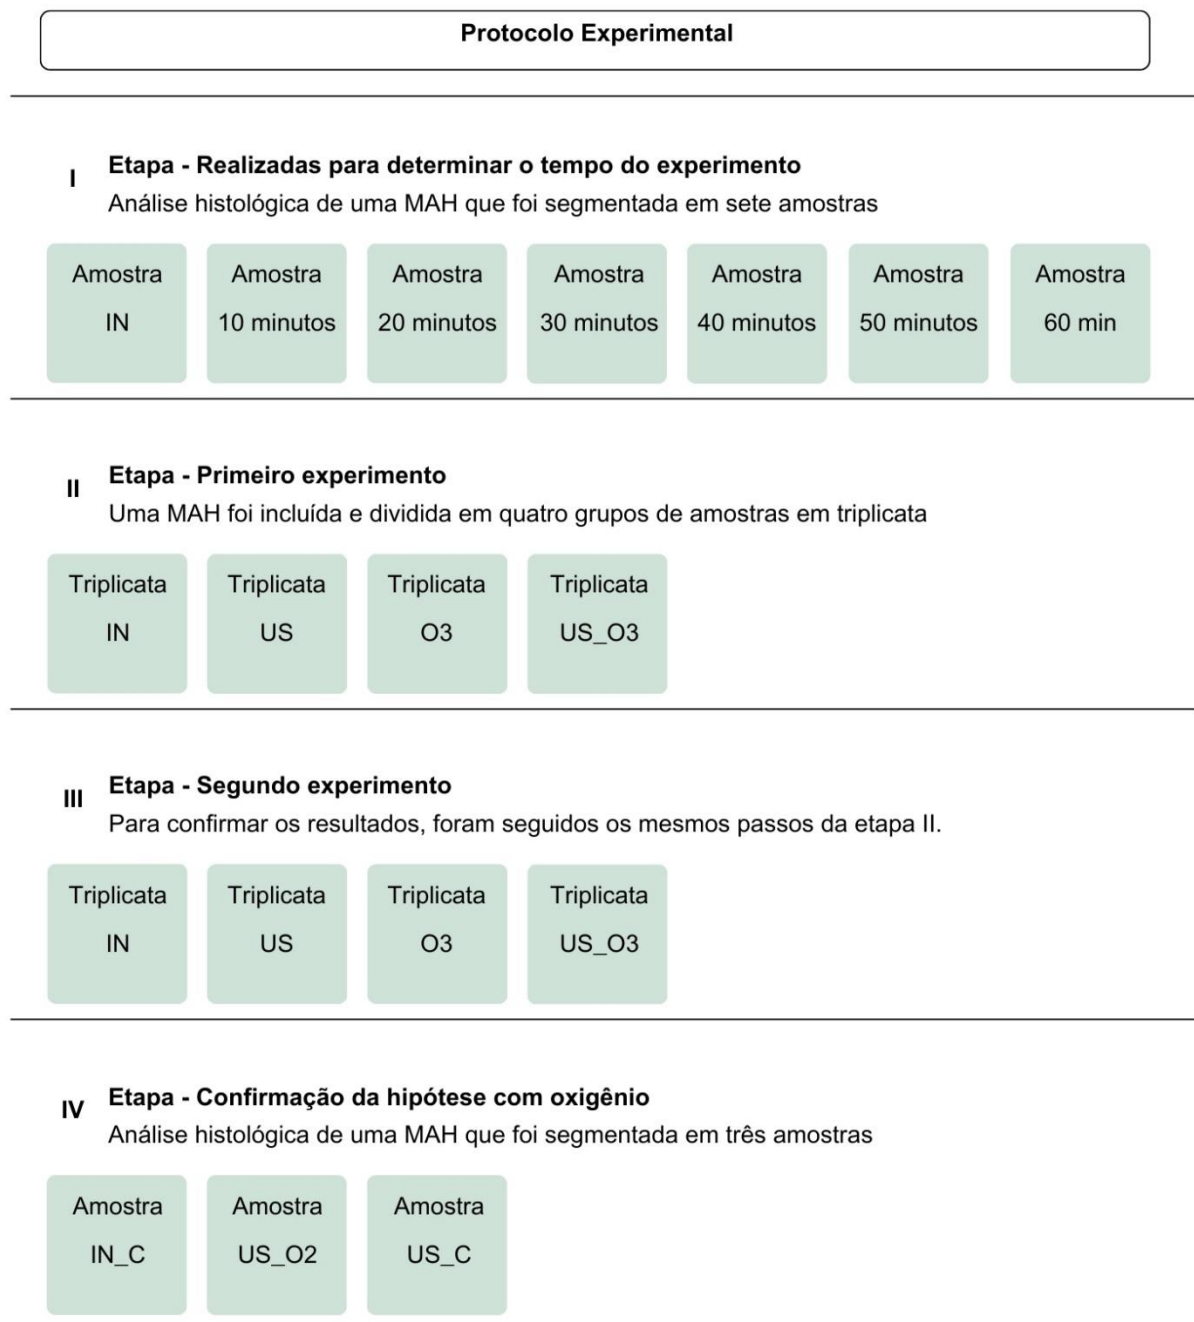 Protocolo Experimental
I
Etapa - Realizadas para determinar o tempo do experimento
Análise histológica de uma MAH que foi segmentada em sete amostras
Amostra Amostra Amostra Amostra Amostra Amostra Amostra
IN 10 minutos 20 minutos 30 minutos 40 minutos 50 minutos 60 min
II
Etapa - Primeiro experimento
Uma MAH foi incluída e dividida em quatro grupos de amostras em triplicata
Triplicata Triplicata Triplicata Triplicata
IN US O3 US_O3
III
Etapa - Segundo experimento
Para confirmar os resultados, foram seguidos os mesmos passos da etapa II.
Triplicata Triplicata Triplicata Triplicata
IN US O3 US_O3
IV
Etapa - Confirmação da hipótese com oxigênio
Análise histológica de uma MAH que foi segmentada em três amostras
Amostra Amostra Amostra
IN_C US_O2 US_C